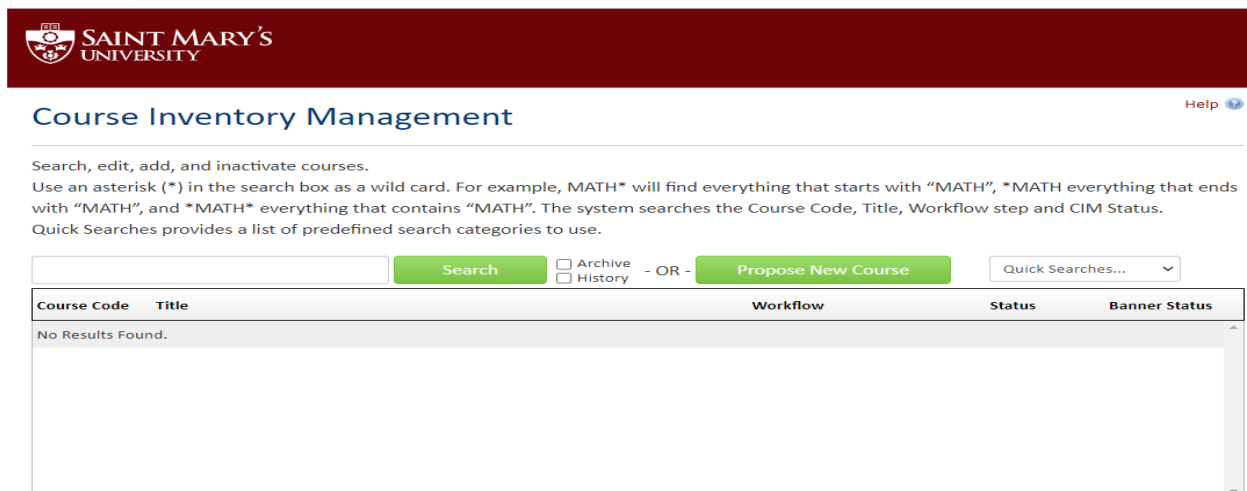 SAINT MARY'S
UNIVERSITY
Help
Course Inventory Management
Search, edit, add, and inactivate courses.
Use an asterisk (*) in the search box as a wild card. For example, MATH* will find everything that starts with “MATH”, *MATH everything that ends
with “MATH”, and *MATH* everything that contains “MATH”. The system searches the Course Code, Title, Workflow step and CIM Status.
Quick Searches provides a list of predefined search categories to use.
Search Archive - OR - Propose New Course Quick Searches...
History
Course Code Title Workflow Status Banner Status
No Results Found.